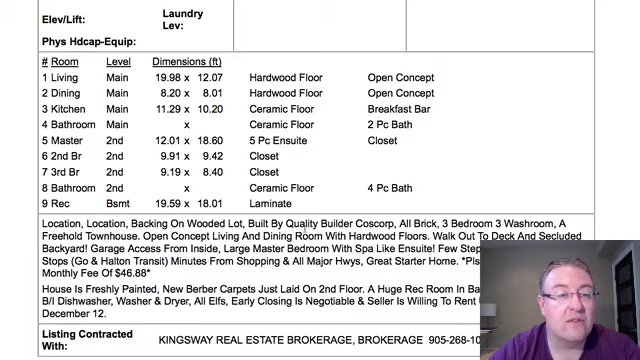 Elev/Lift:
Laundry
Lev:
Phys Hdcap-Equip:
# Room Level Dimensions (ft)
1 Living Main 19.98 x 12.07 Hardwood Floor Open Concept
2 Dining Main 8.20 x 8.01 Hardwood Floor Open Concept
3 Kitchen Main 11.29 x 10.20 Ceramic Floor Breakfast Bar
4 Bathroom Main x Ceramic Floor 2 Pc Bath
5 Master 2nd 12.01 x 18.60 5 Pc Ensuite Closet
6 2nd Br 2nd 9.91 x 9.42 Closet
7 3rd Br 2nd 9.19 x 8.40 Closet
8 Bathroom 2nd x Ceramic Floor 4 Pc Bath
9 Rec Bsmt 19.59 x 18.01 Laminate
Location, Location, Backing On Wooded Lot, Built By Quality Builder Coscorp, All Brick, 3 Bedroom 3 Washroom, A
Freehold Townhouse. Open Concept Living And Dining Room With Hardwood Floors. Walk Out To Deck And Secluded
Backyard! Garage Access From Inside, Large Master Bedroom With Spa Like Ensuite! Few Step
Stops (Go & Halton Transit) Minutes From Shopping & All Major Hwys, Great Starter Home. *Pls
Monthly Fee Of $46.88*
House Is Freshly Painted, New Berber Carpets Just Laid On 2nd Floor. A Huge Rec Room In Ba
B/I Dishwasher, Washer & Dryer, All Elfs, Early Closing Is Negotiable & Seller Is Willing To Rent
December 12.
Listing Contracted
With:
KINGSWAY REAL ESTATE BROKERAGE, BROKERAGE 905-268-10